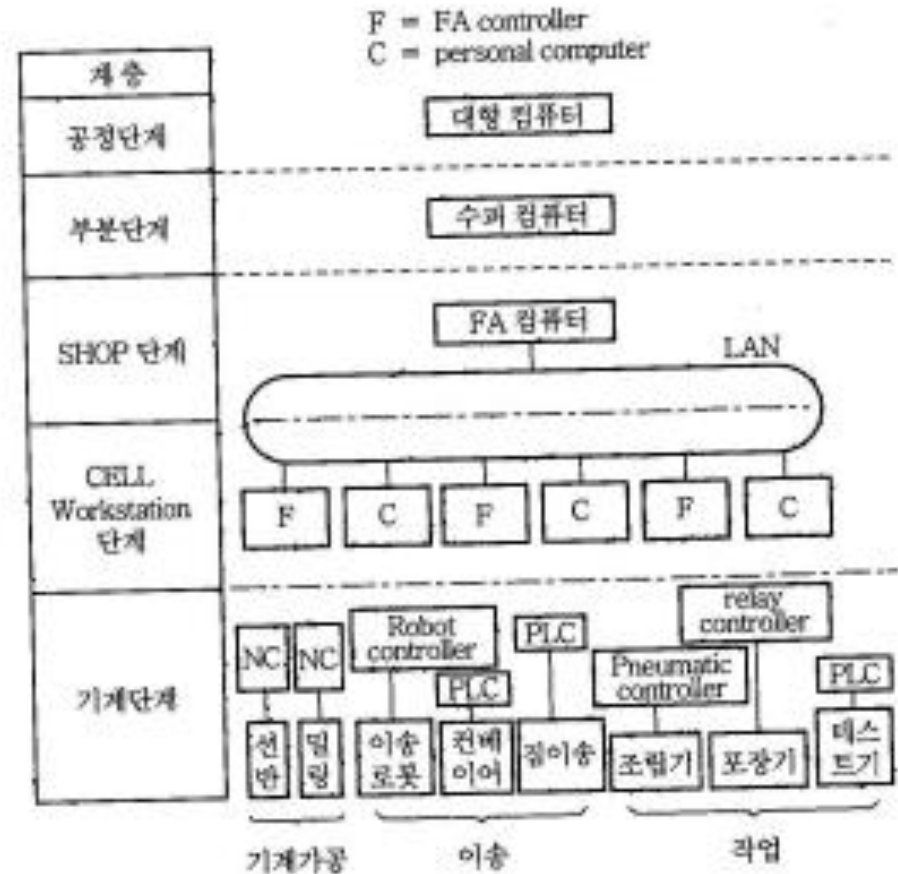 F = FA controller
C = personal computer
계층
공정단계
대형 컴퓨터
부분단계
수퍼 컴퓨터
SHOP 단계
FA 컴퓨터
LAN
CELL
Workstation
단계
F
C
F
C
F
C
기계단계
NC
NC
Robot
controller
PLC
PLC
relay
controller
Pneumatic
controller
PLC
선
반
밀
링
이송
로봇
컨베
이어
짐이송
조립기
포장기
테스
트기
기계가공
이송
작업